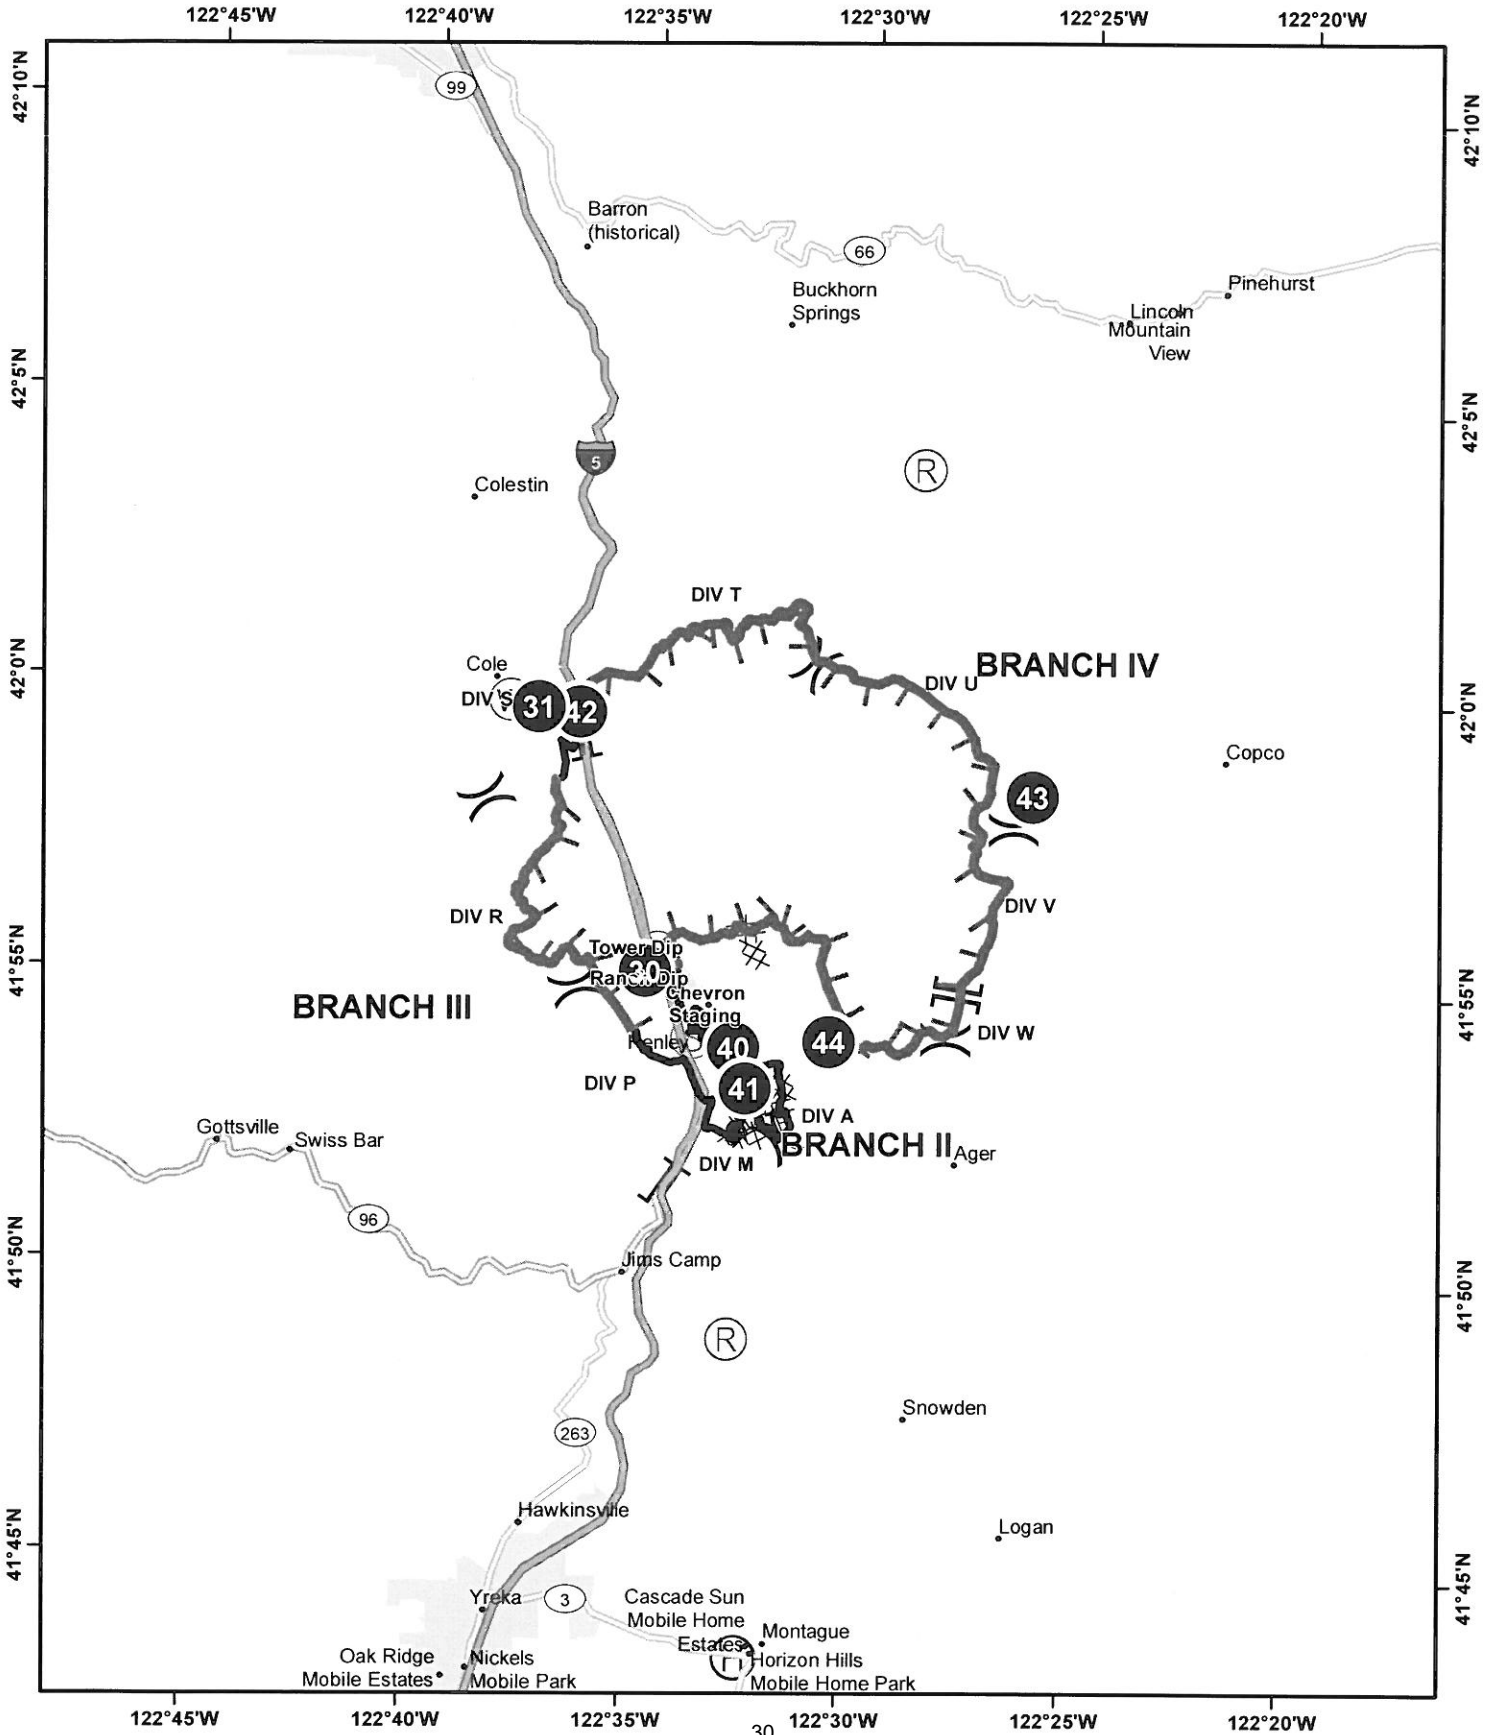 122°45'W 122°40'W 122°35'W 122°30'W 122°25'W 122°20'W
42°10'N
42°10'N
99
Barron
(historical)
66
Buckhorn
Springs
Pinehurst
Lincoln
Mountain
View
42°5'N
42°5'N
5
R
Colestin
DIV T
42°0'N
Cole
BRANCH IV
DIV U
DIV S
31
42
42°0'N
Copco
43
DIV R
DIV V
41°55'N
Tower Dip
30
Ranch Dip
Chevron
Staging
BRANCH III
41°55'N
DIV W
Henley
40
44
DIV P
41
DIV A
BRANCH II
Gottsville
Swiss Bar
DIV M
Ager
96
41°50'N
Jims Camp
41°50'N
R
Snowden
263
Hawkinsville
Logan
41°45'N
41°45'N
Yreka
3
Cascade Sun
Mobile Home
Estates
Montague
Oak Ridge
Mobile Estates
Nickels
Mobile Park
Horizon Hills
Mobile Home Park
122°45'W 122°40'W 122°35'W 122°30'W 122°25'W 122°20'W
30